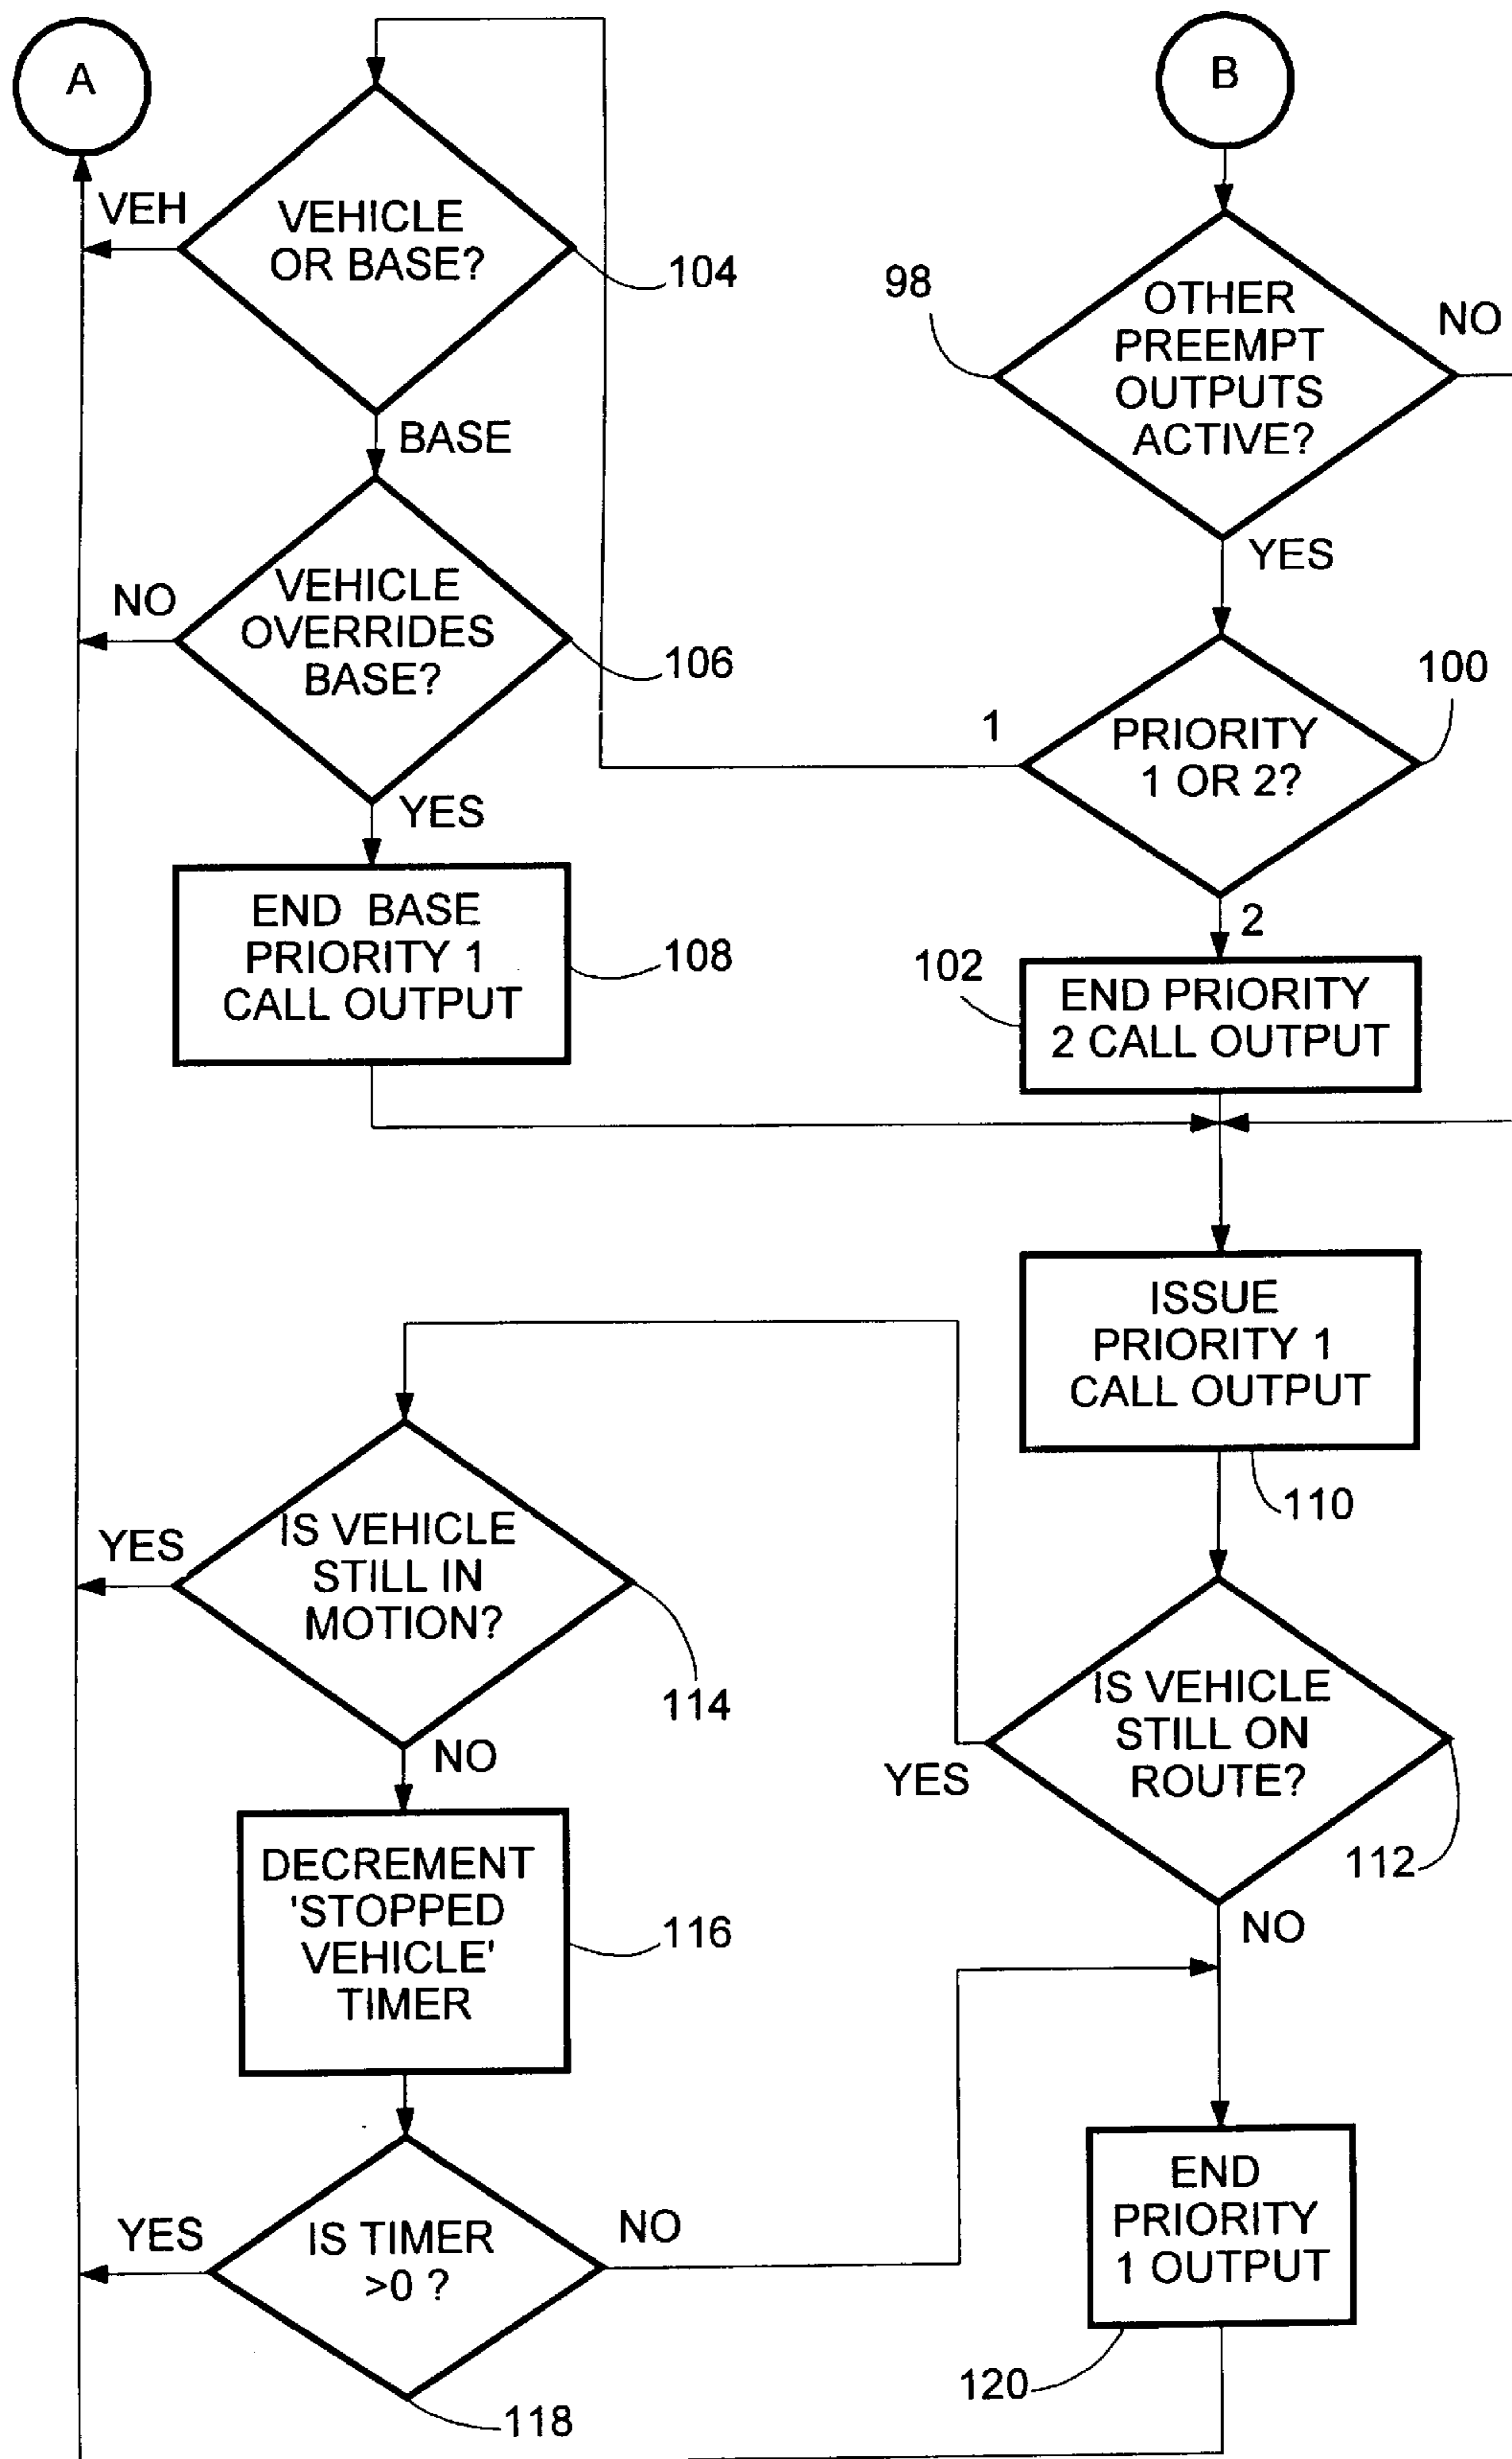 A
B
VEH
VEHICLE
OR BASE?
104
98
OTHER
PREEMPT
OUTPUTS
ACTIVE?
NO
BASE
YES
NO
VEHICLE
OVERRIDES
BASE?
106
1
PRIORITY
1 OR 2?
100
YES
2
END BASE
PRIORITY 1
CALL OUTPUT
108
102
END PRIORITY
2 CALL OUTPUT
ISSUE
PRIORITY 1
CALL OUTPUT
110
YES
IS VEHICLE
STILL IN
MOTION?
114
IS VEHICLE
STILL ON
ROUTE?
YES
112
NO
NO
DECREMENT
'STOPPED
VEHICLE'
TIMER
116
YES
IS TIMER
>0 ?
NO
118
END
PRIORITY
1 OUTPUT
120